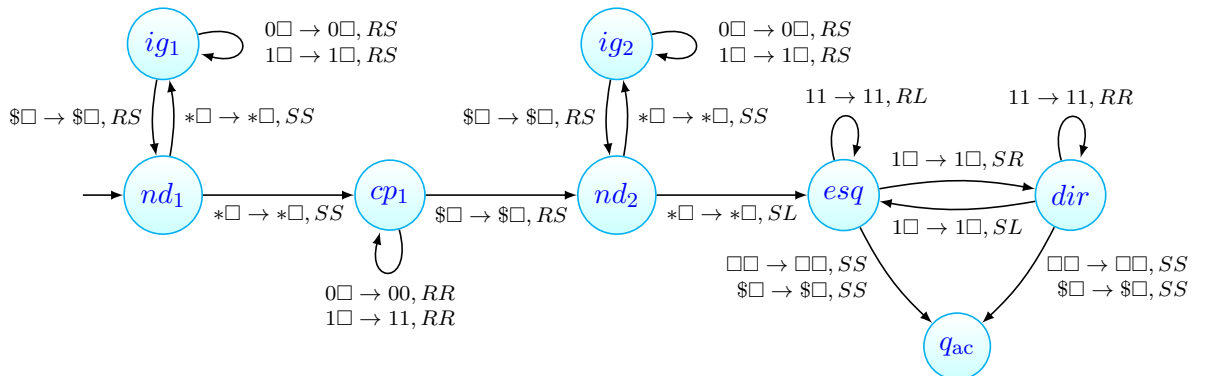 ig₁
0□ → 0□, RS
1□ → 1□, RS
ig₂
0□ → 0□, RS
1□ → 1□, RS
$□ → $□, RS
∗□ → ∗□, SS
$□ → $□, RS
∗□ → ∗□, SS
11 → 11, RL
11 → 11, RR
nd₁
∗□ → ∗□, SS
cp₁
$□ → $□, RS
nd₂
∗□ → ∗□, SL
esq
1□ → 1□, SR
1□ → 1□, SL
dir
0□ → 00, RR
1□ → 11, RR
□□ → □□, SS
$□ → $□, SS
□□ → □□, SS
$□ → $□, SS
q_ac